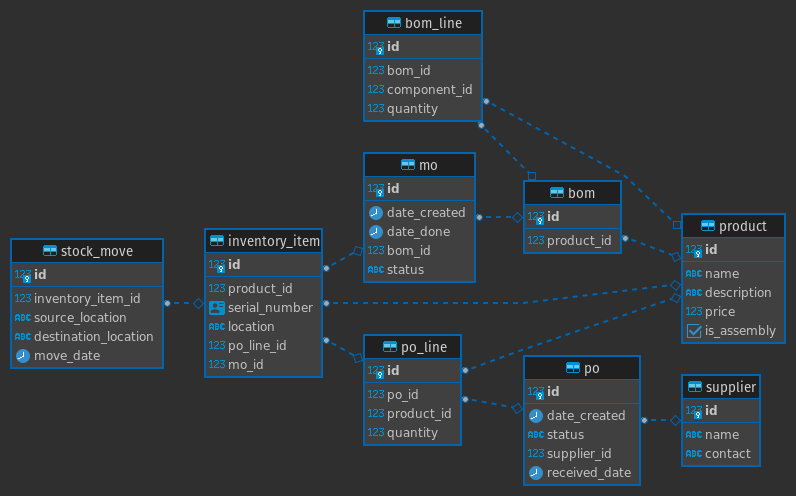 bom_line
123 id
123 bom_id
123 component_id
123 quantity
mo
123 id
date_created
date_done
123 bom_id
ABC status
bom
123 id
123 product_id
product
123 id
ABC name
ABC description
123 price
is_assembly
inventory_item
123 id
123 product_id
serial_number
ABC location
123 po_line_id
123 mo_id
stock_move
123 id
123 inventory_item_id
ABC source_location
ABC destination_location
move_date
po_line
123 id
123 po_id
123 product_id
123 quantity
po
123 id
date_created
ABC status
123 supplier_id
received_date
supplier
123 id
ABC name
ABC contact